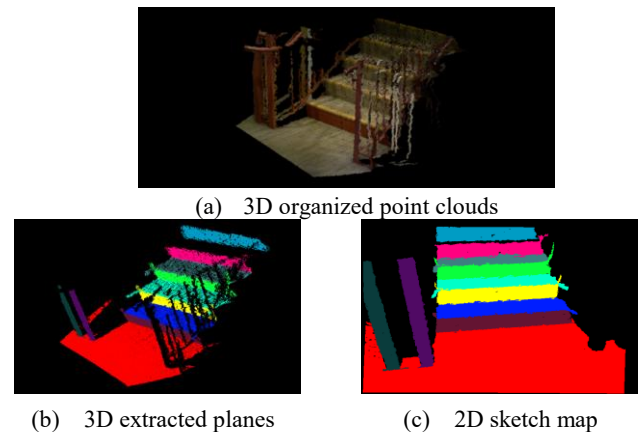 (a) 3D organized point clouds
(b) 3D extracted planes
(c) 2D sketch map